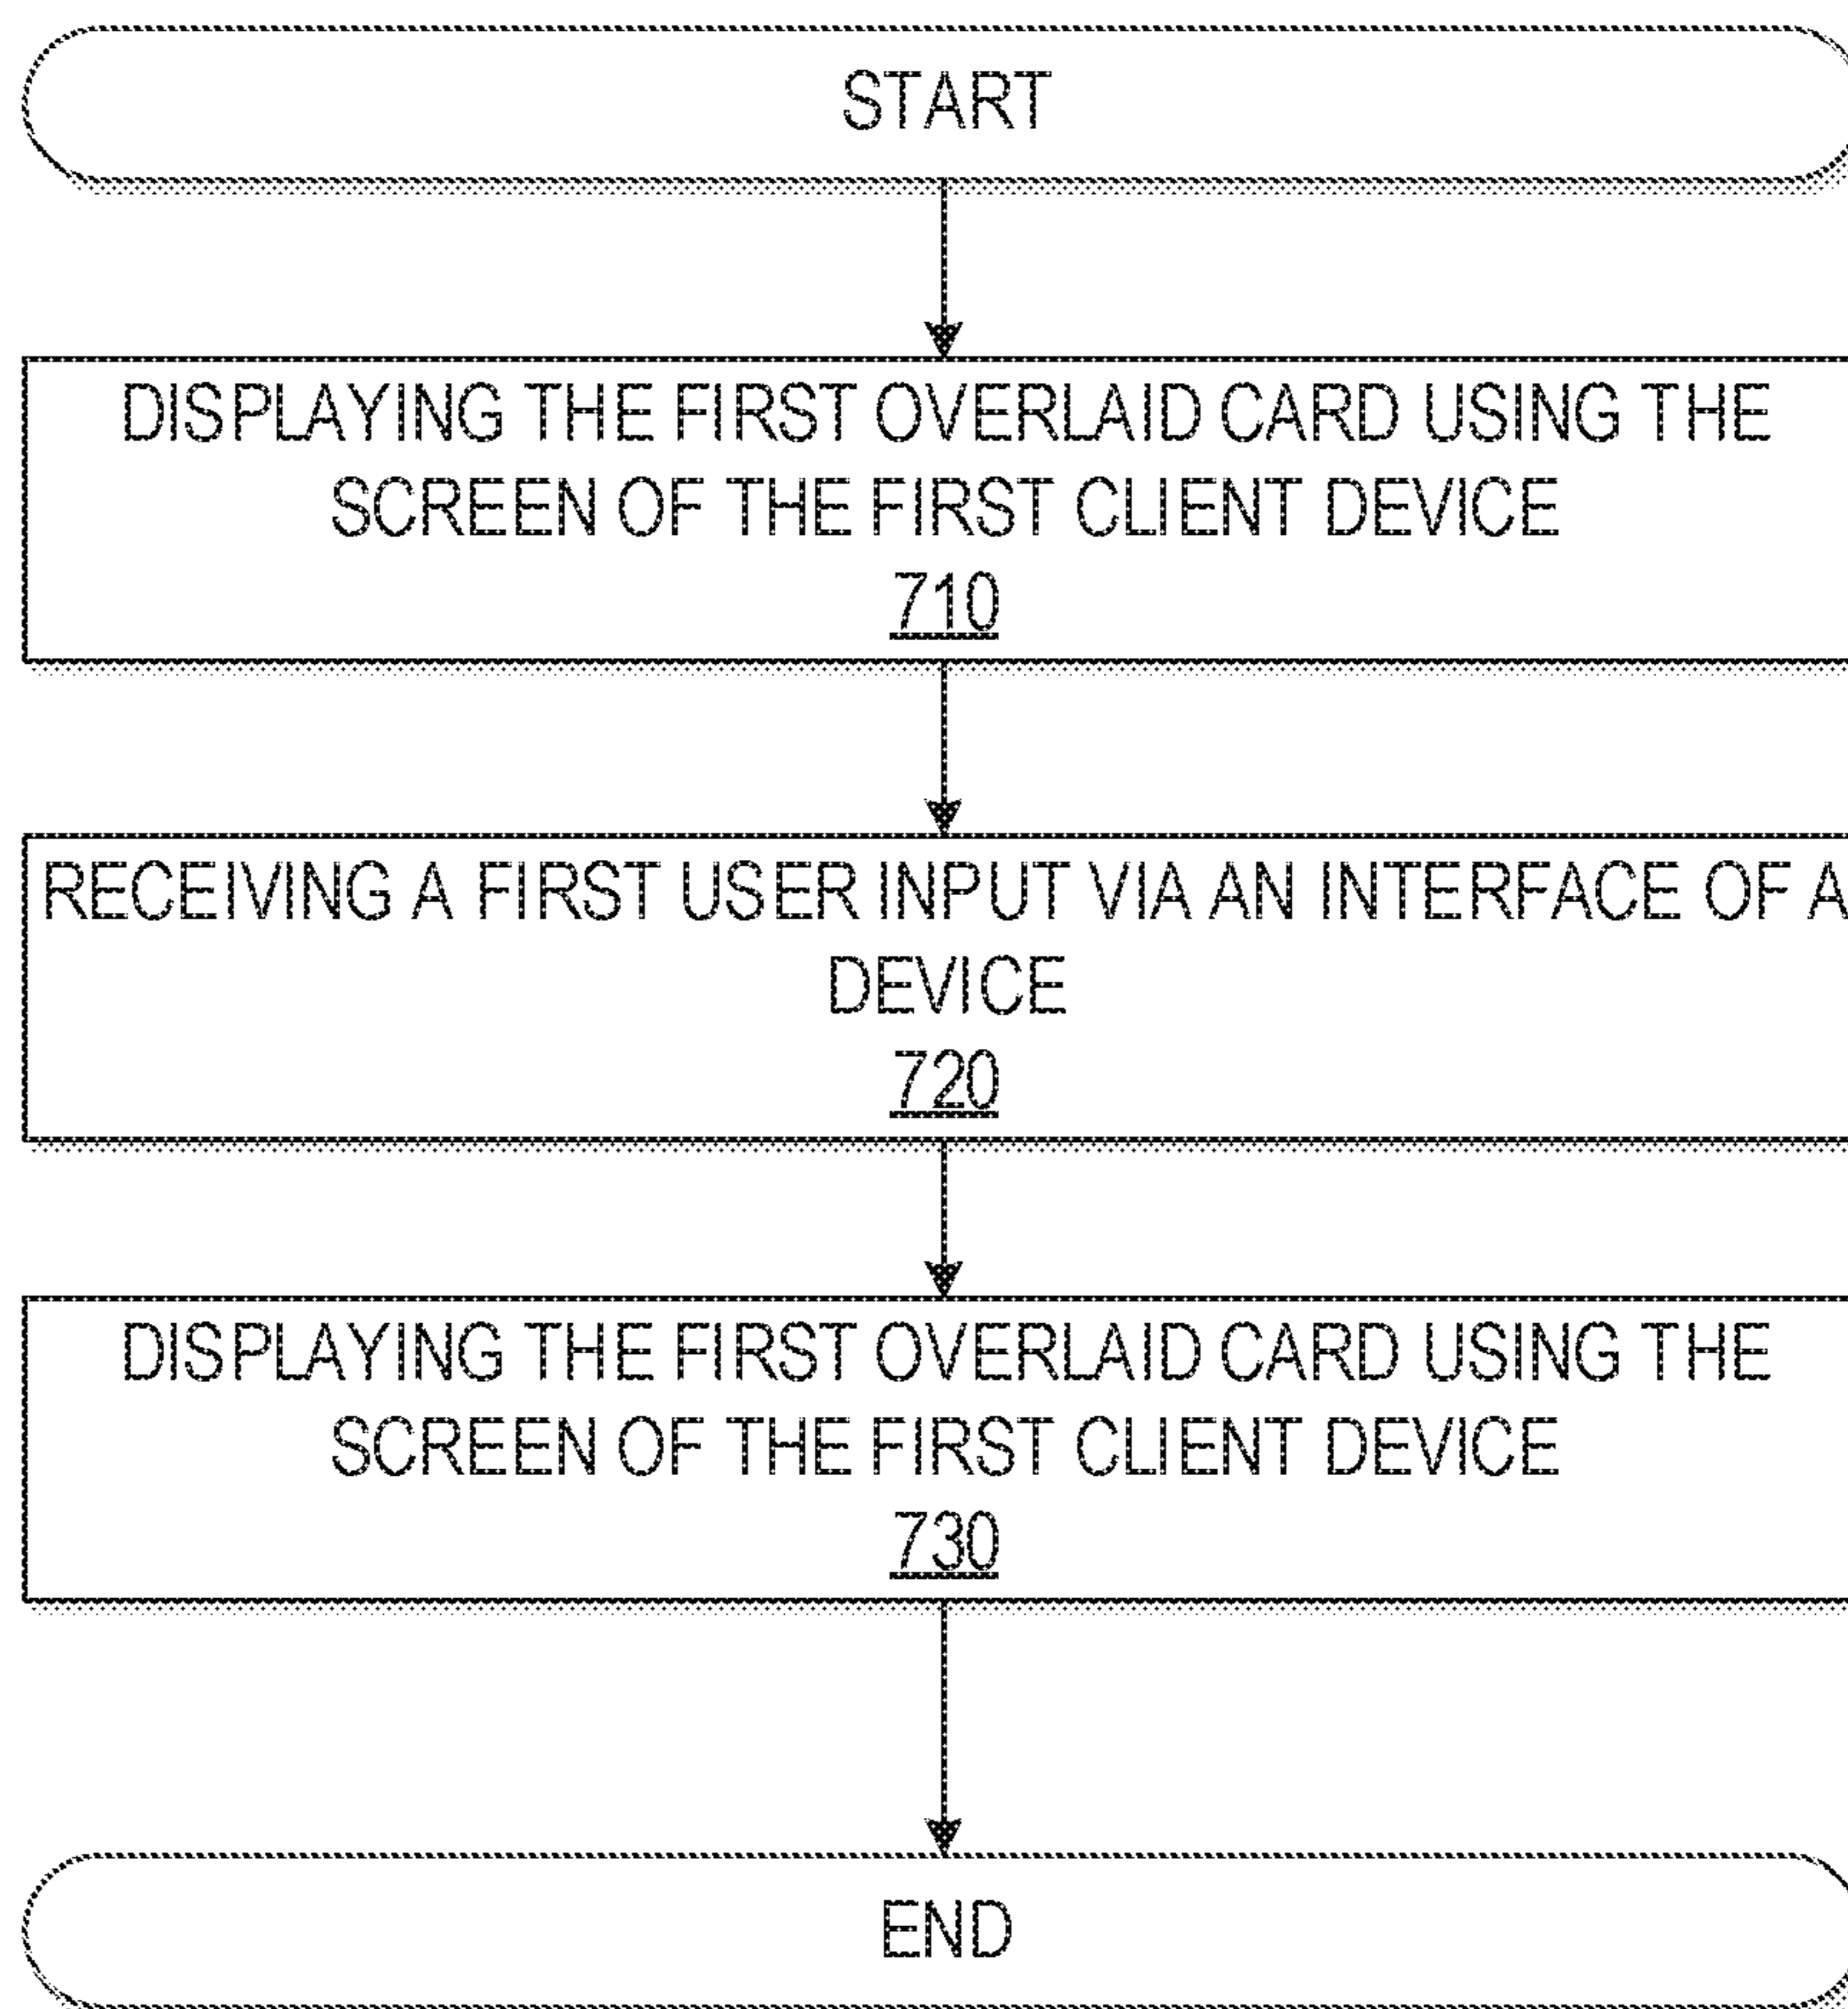 START
DISPLAYING THE FIRST OVERLAID CARD USING THE
SCREEN OF THE FIRST CLIENT DEVICE
710
RECEIVING A FIRST USER INPUT VIA AN INTERFACE OF A
DEVICE
720
DISPLAYING THE FIRST OVERLAID CARD USING THE
SCREEN OF THE FIRST CLIENT DEVICE
730
END